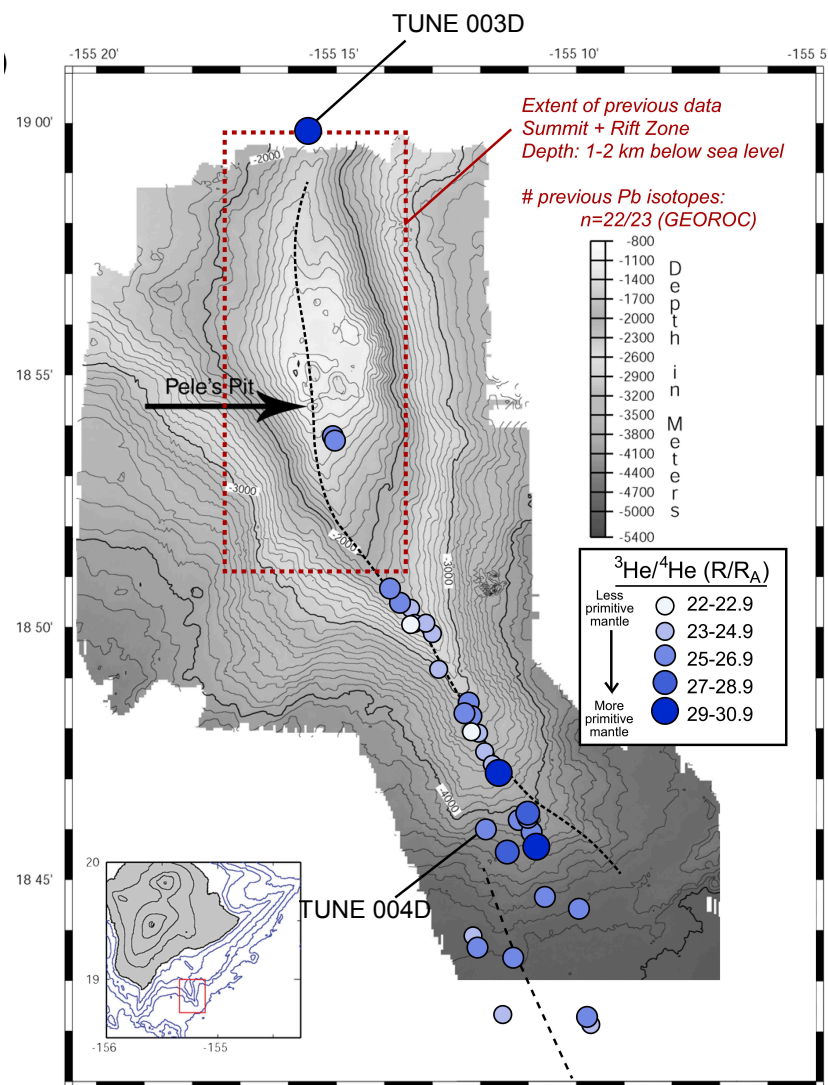 TUNE 003D
-155 20'
-155 15'
-155 10'
-155 5
)
19 00'
18 55'
18 50'
18 45'
Extent of previous data
Summit + Rift Zone
Depth: 1-2 km below sea level
# previous Pb isotopes:
n=22/23 (GEOROC)
-800
-1100
-1400
-1700
-2000
-2300
-2600
-2900
-3200
-3500
-3800
-4100
-4400
-4700
-5000
-5400
Depth in Meters
-2000
Pele's Pit
-3000
-2000
-3000
-4000
³He/⁴He (R/R_A)
Less
primitive
mantle
More
primitive
mantle
22-22.9
23-24.9
25-26.9
27-28.9
29-30.9
TUNE 004D
20
19
-156
-155